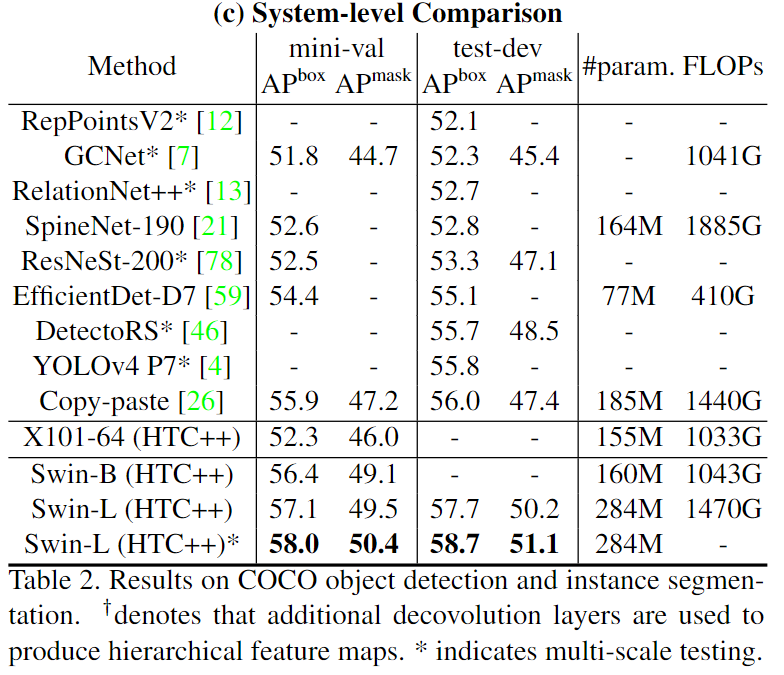 (c) System-level Comparison
Method mini-val test-dev #param. FLOPs
AP^box AP^mask AP^box AP^mask
RepPointsV2* [12] - - 52.1 - - -
GCNet* [7] 51.8 44.7 52.3 45.4 - 1041G
RelationNet++* [13] - - 52.7 - - -
SpineNet-190 [21] 52.6 - 52.8 - 164M 1885G
ResNeSt-200* [78] 52.5 - 53.3 47.1 - -
EfficientDet-D7 [59] 54.4 - 55.1 - 77M 410G
DetectoRS* [46] - - 55.7 48.5 - -
YOLOv4 P7* [4] - - 55.8 - - -
Copy-paste [26] 55.9 47.2 56.0 47.4 185M 1440G
X101-64 (HTC++) 52.3 46.0 - - 155M 1033G
Swin-B (HTC++) 56.4 49.1 - - 160M 1043G
Swin-L (HTC++) 57.1 49.5 57.7 50.2 284M 1470G
Swin-L (HTC++)* 58.0 50.4 58.7 51.1 284M -
Table 2. Results on COCO object detection and instance segmen-
tation. †denotes that additional decovolution layers are used to
produce hierarchical feature maps. * indicates multi-scale testing.